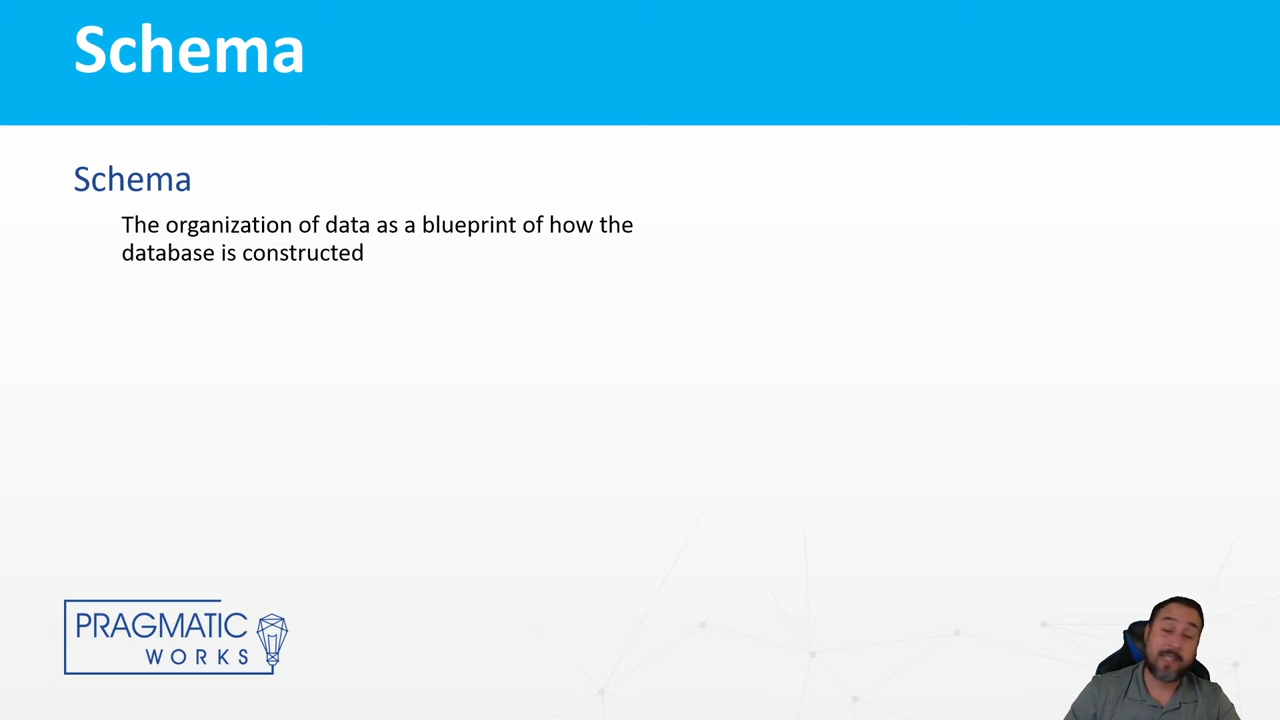 Schema
Schema
The organization of data as a blueprint of how the
database is constructed
PRAGMATIC
WORKS